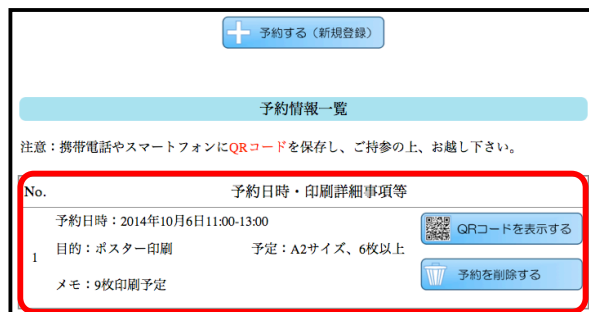 予約する（新規登録）
予約情報一覧
注意：携帯電話やスマートフォンにQRコードを保存し、ご持参の上、お越し下さい。
No. 予約日時・印刷詳細事項等
予約日時：2014年10月6日11:00-13:00
QRコードを表示する
1 目的：ポスター印刷 予定：A2サイズ、6枚以上
予約を削除する
メモ：9枚印刷予定